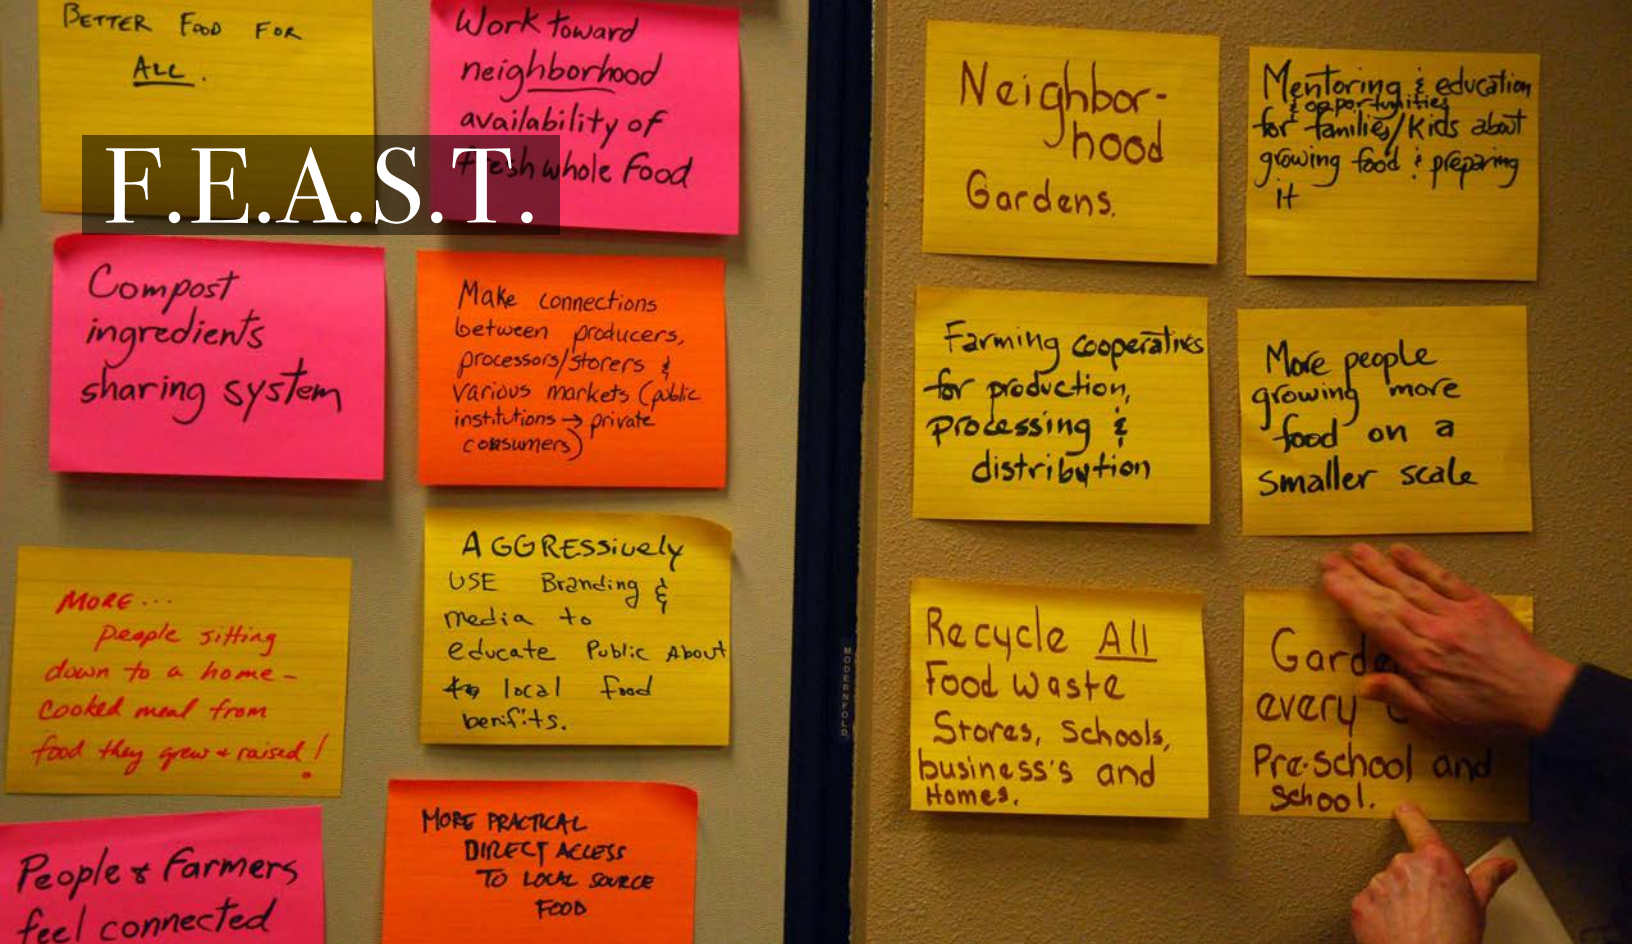 BETTER FOOD FOR
ALL.
Work toward
neighborhood
availability of
Fresh whole Food
F.E.A.S.T.
Compost
ingredients
sharing system
Make connections
between producers,
processors/storers &
various markets (public
institutions → private
consumers)
MORE...
people sitting
down to a home-
cooked meal from
food they grew + raised!
AGGRESSively
USE Branding &
media to
educate Public About
local food
benifits.
People & Farmers
feel connected
MORE PRACTICAL
DIRECT ACCESS
TO LOCAL SOURCE
FOOD
Neighbor-
hood
Gardens.
Mentoring & education
& opportunities
for families/Kids about
growing food & preparing
it
Farming cooperatives
for production,
processing &
distribution
More people
growing more
food on a
smaller scale
Recycle All
Food waste
Stores, Schools,
business's and
Homes.
every
Pre-school and
School.
MODERNFOLD